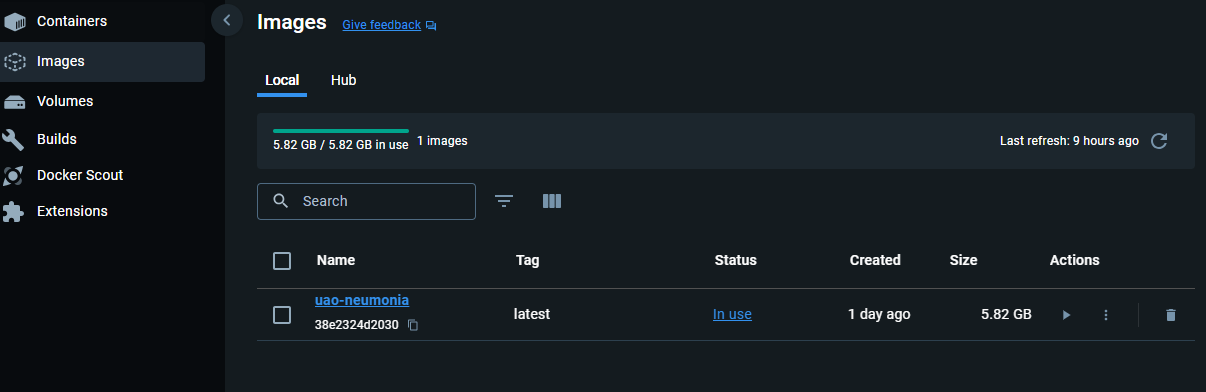 Containers
Images
Volumes
Builds
Docker Scout
Extensions
Images Give feedback
Local Hub
5.82 GB / 5.82 GB in use 1 images Last refresh: 9 hours ago
Search
Name Tag Status Created Size Actions
uao-neumonia
38e2324d2030 latest In use 1 day ago 5.82 GB